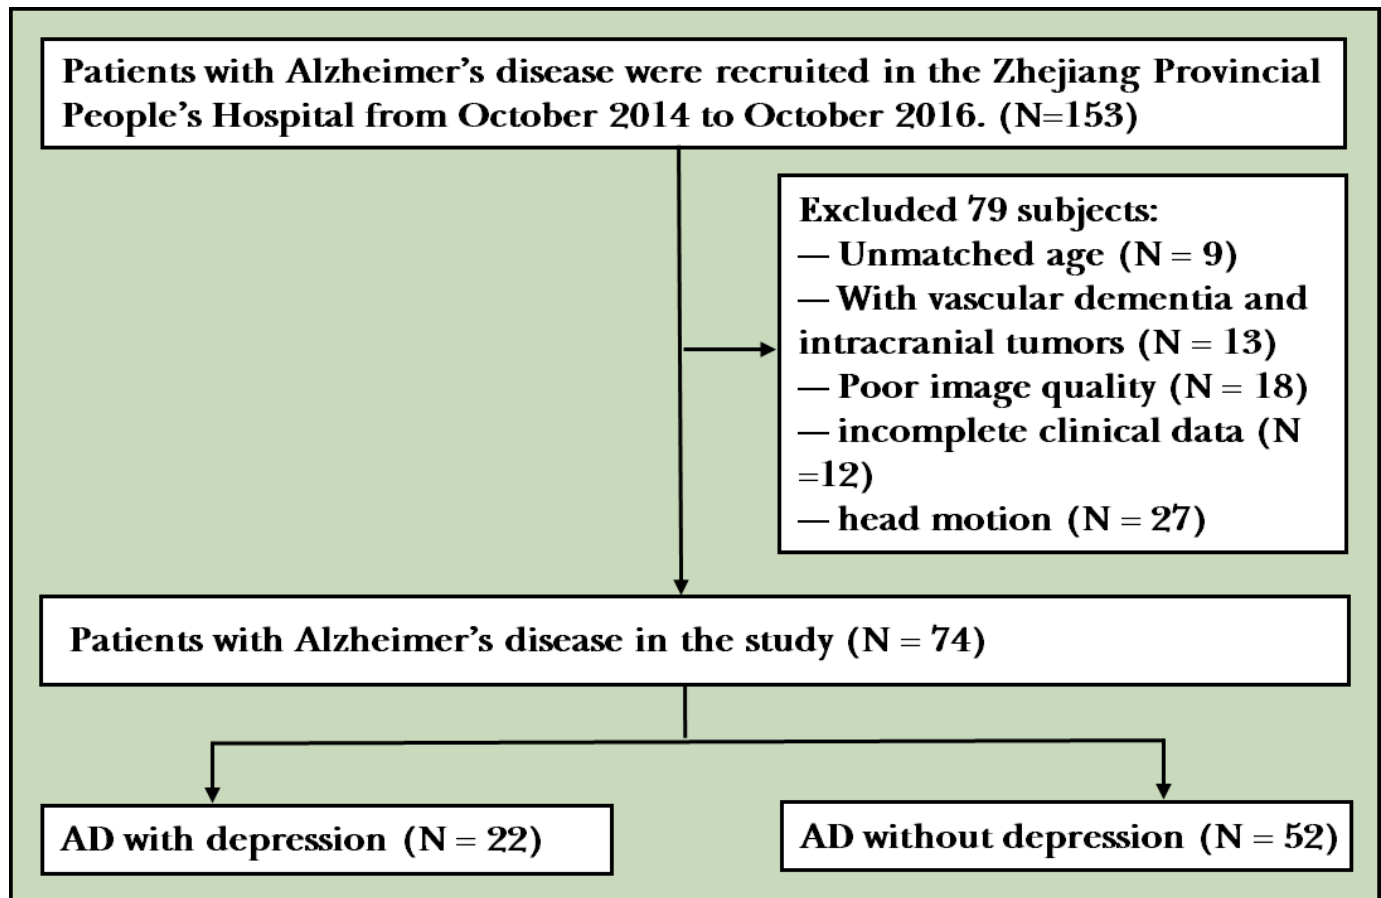 Patients with Alzheimer’s disease were recruited in the Zhejiang Provincial
People’s Hospital from October 2014 to October 2016. (N=153)
Excluded 79 subjects:
— Unmatched age (N = 9)
— With vascular dementia and
intracranial tumors (N = 13)
— Poor image quality (N = 18)
— incomplete clinical data (N
=12)
— head motion (N = 27)
Patients with Alzheimer’s disease in the study (N = 74)
AD with depression (N = 22)
AD without depression (N = 52)